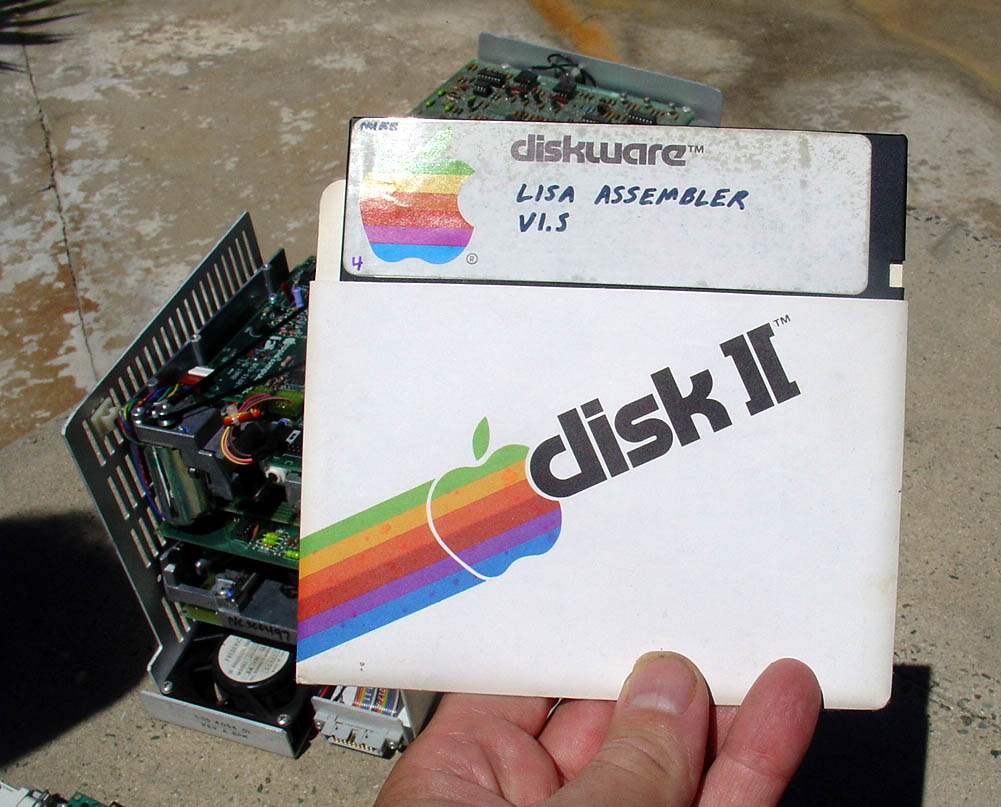 diskware™
LISA ASSEMBLER
V1.5
4
®
disk II™